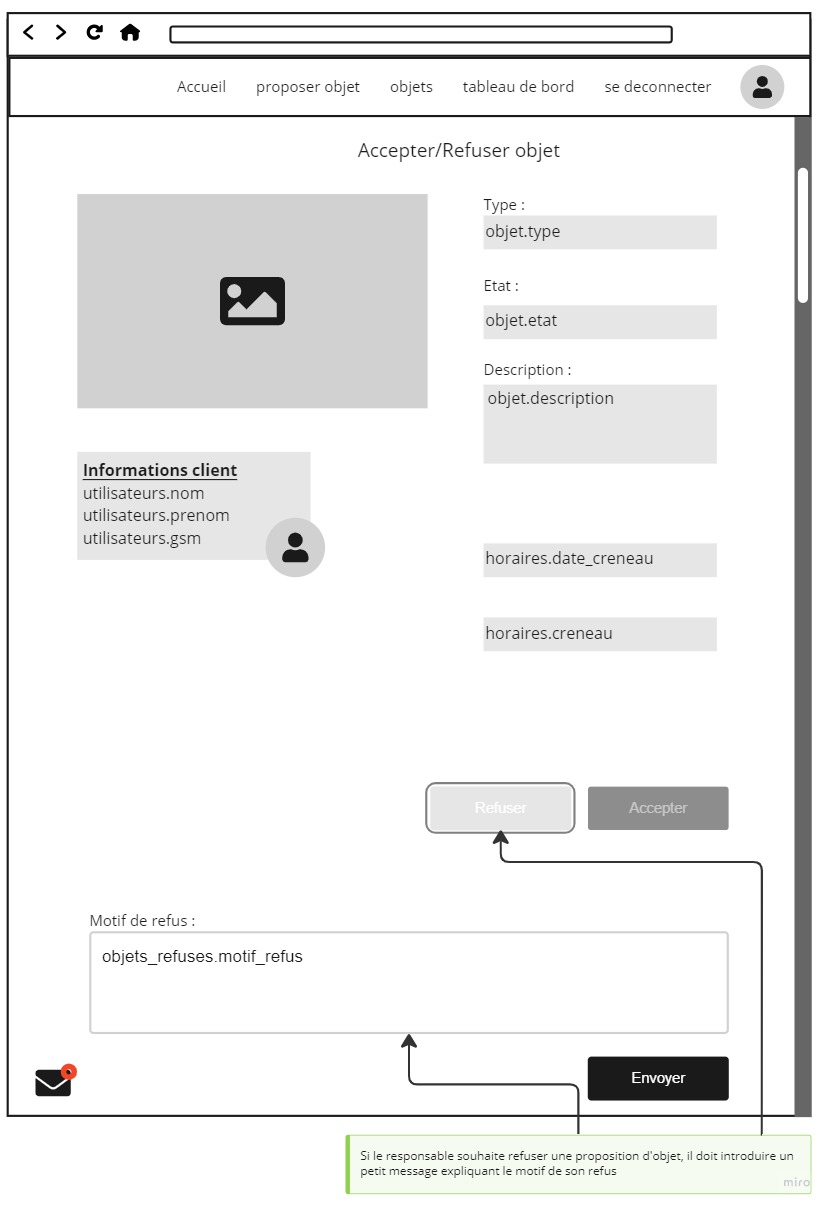 Accueil proposer objet objets tableau de bord se deconnecter
Accepter/Refuser objet
Type :
objet.type
Etat :
objet.etat
Description :
objet.description
Informations client
utilisateurs.nom
utilisateurs.prenom
utilisateurs.gsm
horaires.date_creneau
horaires.creneau
Refuser Accepter
Motif de refus :
objets_refuses.motif_refus
Envoyer
Si le responsable souhaite refuser une proposition d'objet, il doit introduire un
petit message expliquant le motif de son refus
miro